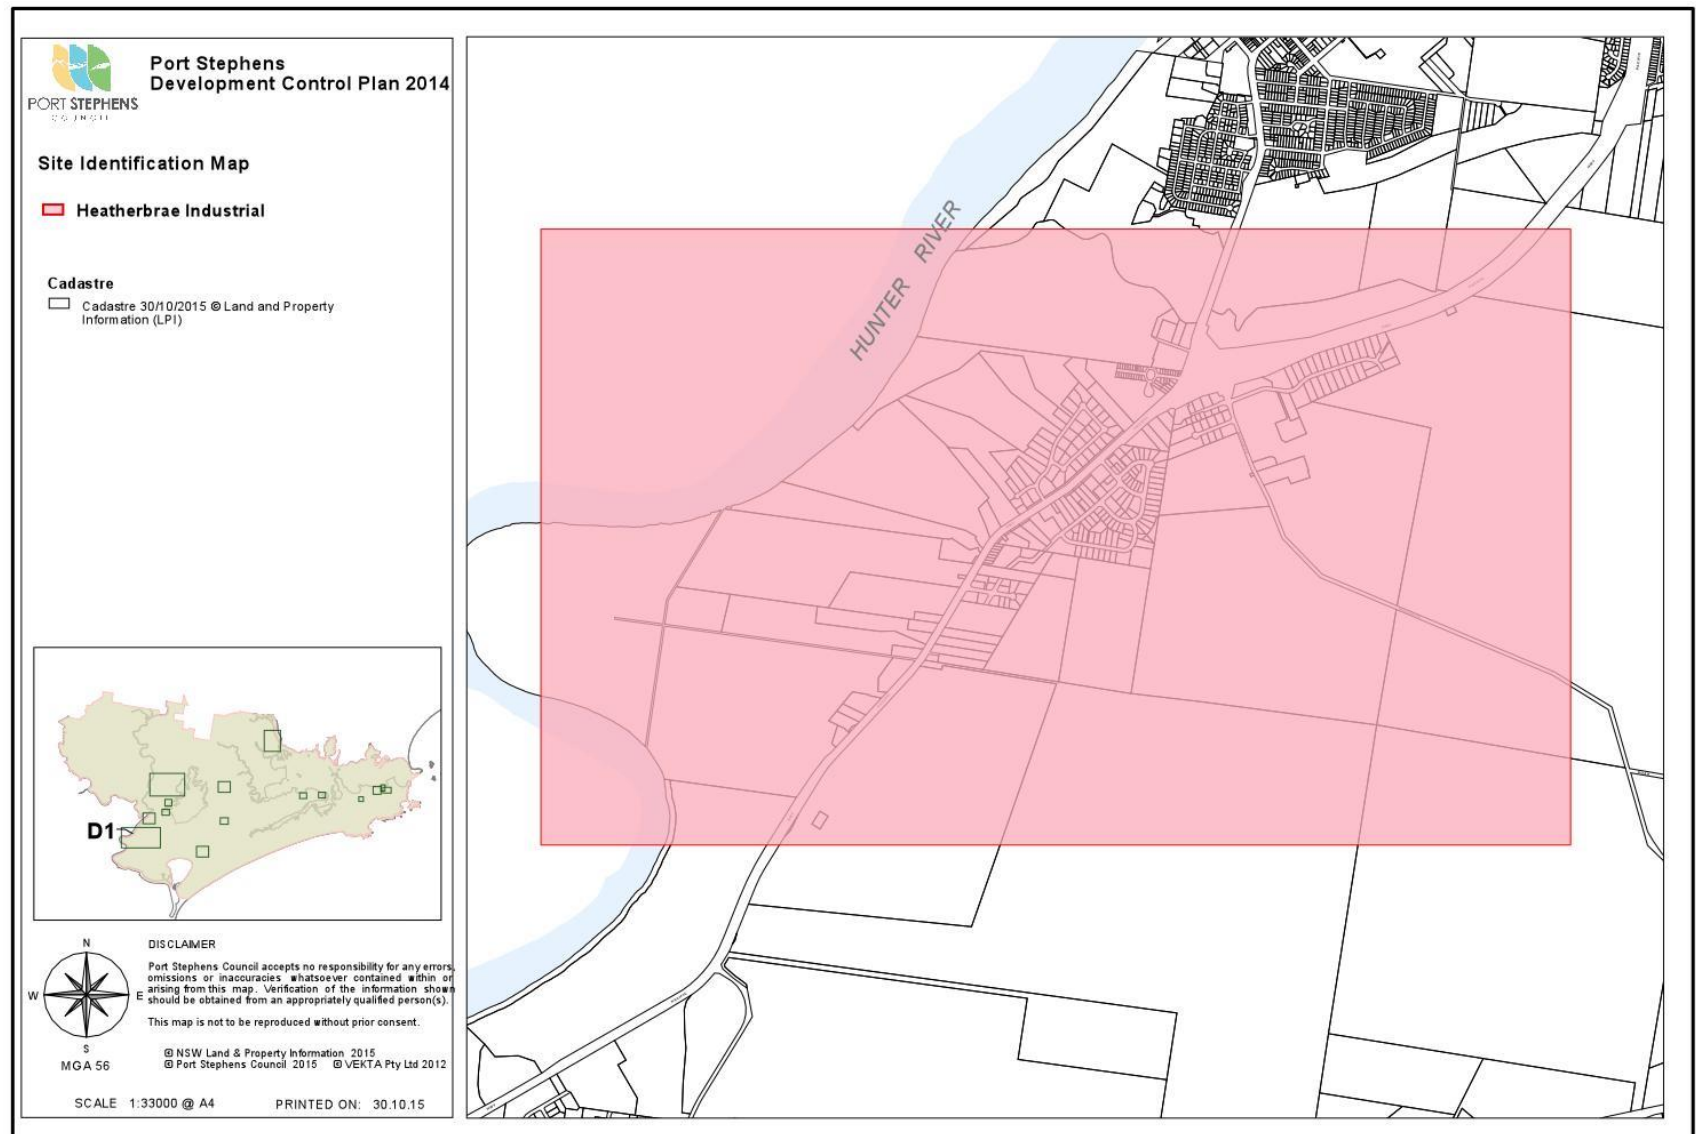 Port Stephens
Development Control Plan 2014
PORT STEPHENS
COUNCIL
Site Identification Map
Heatherbrae Industrial
Cadastre
Cadastre 30/10/2015 © Land and Property
Information (LPI)
HUNTER RIVER
D1
N
W
E
S
MGA 56
DISCLAIMER
Port Stephens Council accepts no responsibility for any errors,
omissions or inaccuracies whatsoever contained within or
arising from this map. Verification of the information shown
should be obtained from an appropriately qualified person(s).
This map is not to be reproduced without prior consent.
© NSW Land & Property Information 2015
© Port Stephens Council 2015 © VEKTA Pty Ltd 2012
SCALE 1:33000 @ A4
PRINTED ON: 30.10.15